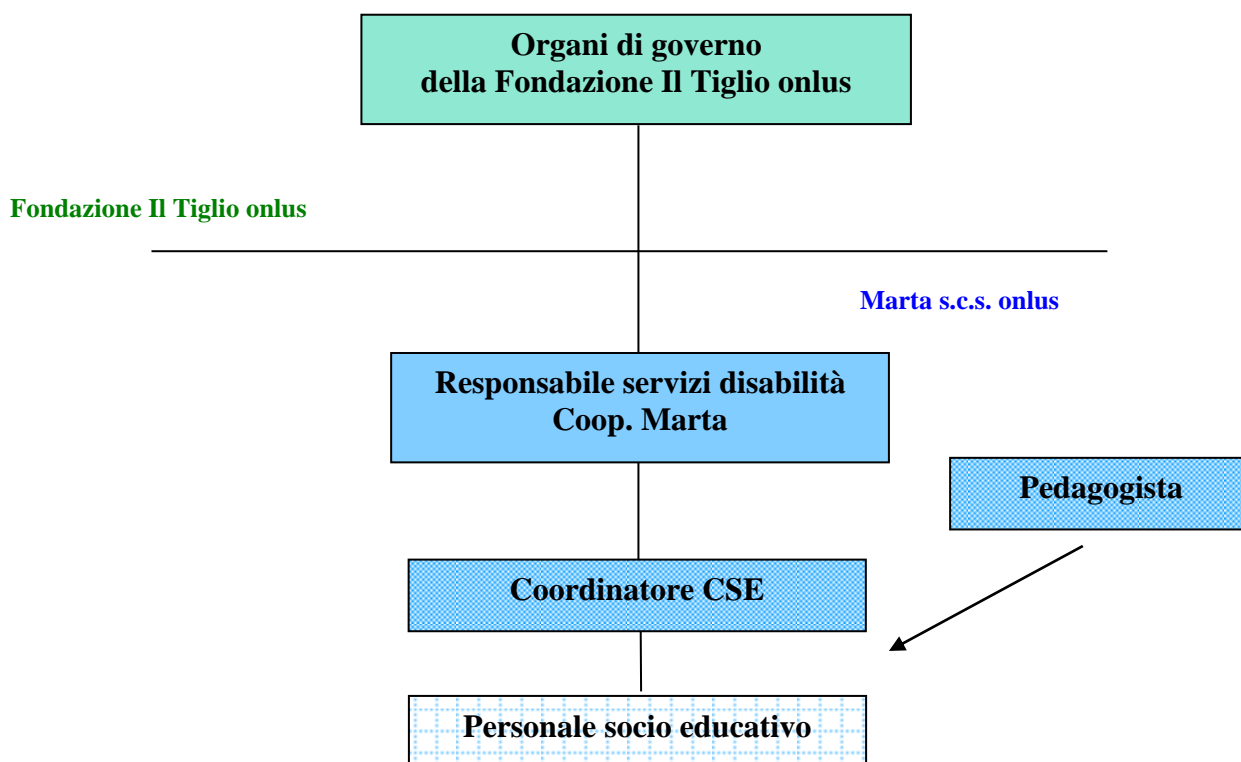 Organi di governo
della Fondazione Il Tiglio onlus
Fondazione Il Tiglio onlus
Marta s.c.s. onlus
Responsabile servizi disabilità
Coop. Marta
Pedagogista
Coordinatore CSE
Personale socio educativo